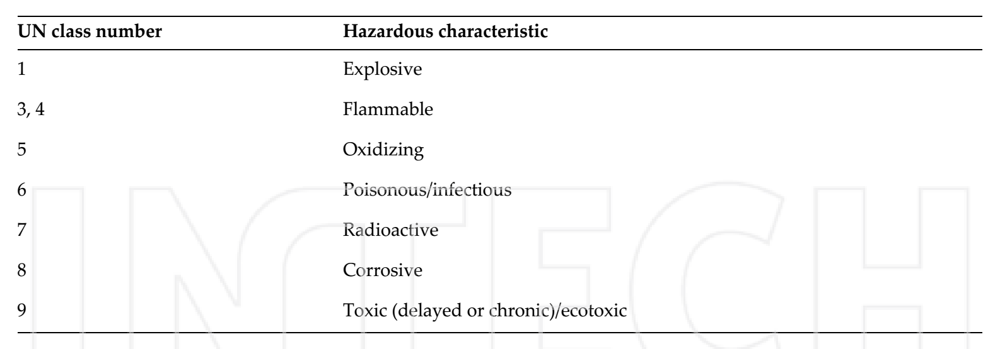 UN class number Hazardous characteristic
1 Explosive
3, 4 Flammable
5 Oxidizing
6 Poisonous/infectious
7 Radioactive
8 Corrosive
9 Toxic (delayed or chronic)/ecotoxic
INTECH